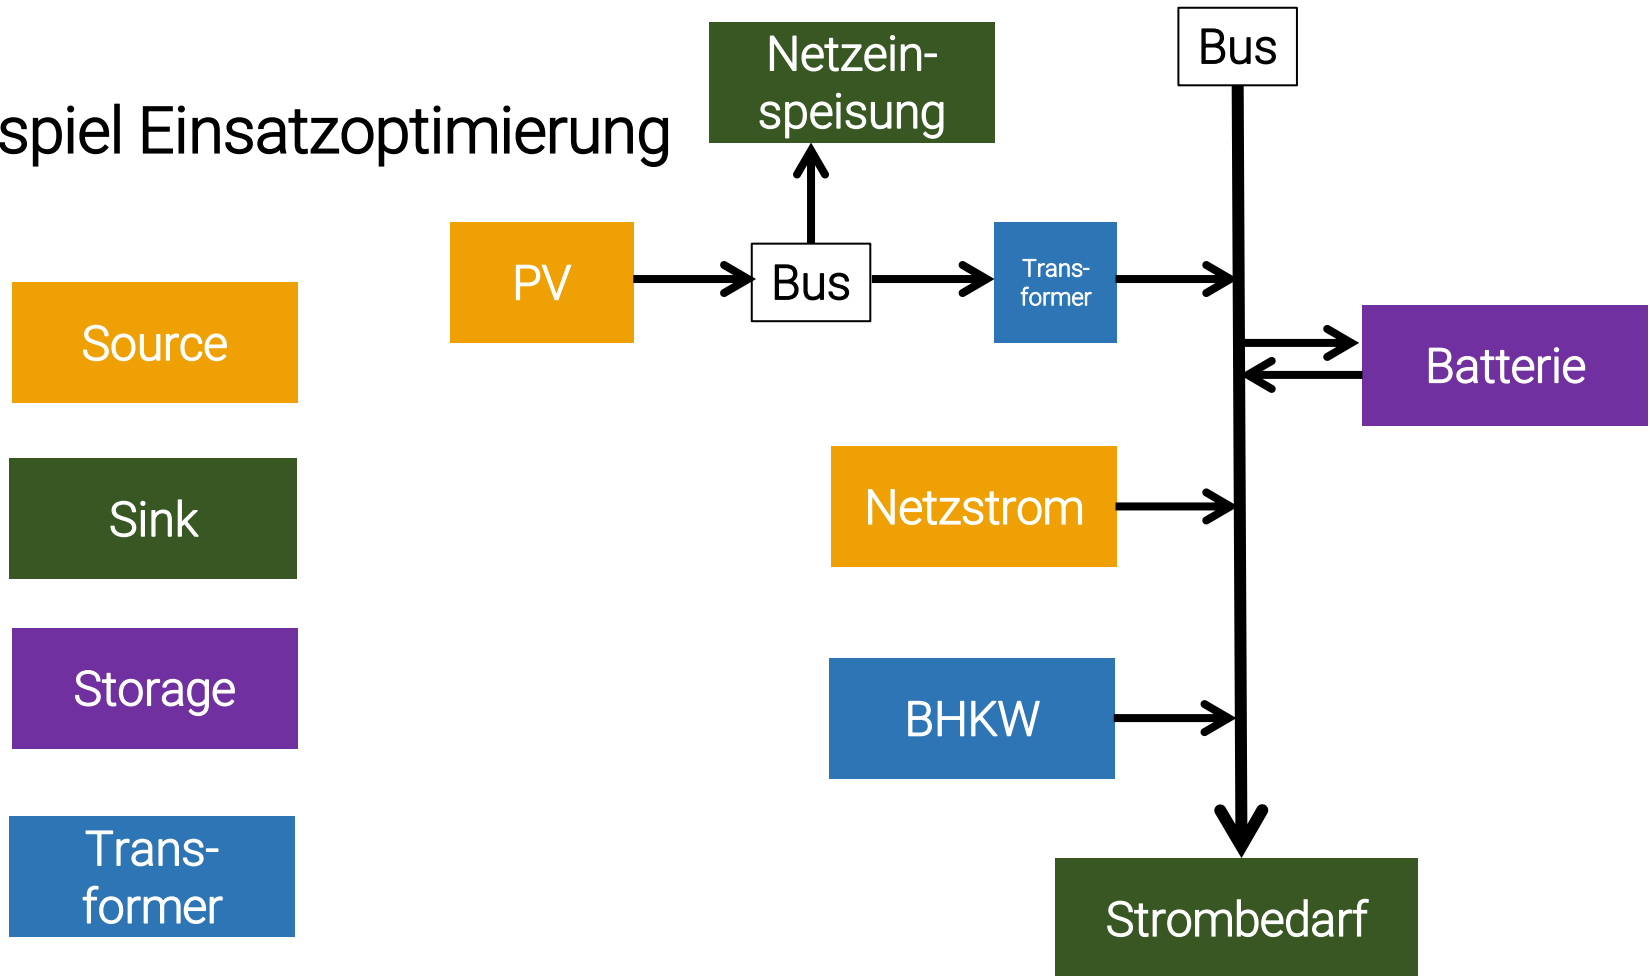 Bus
Netzein-
speisung
spiel Einsatzoptimierung
PV
Bus
Trans-
former
Source
Batterie
Sink
Netzstrom
Storage
BHKW
Trans-
former
Strombedarf